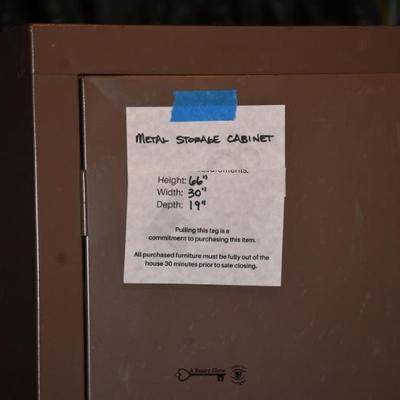 METAL STORAGE CABINET
Height: 66"
Width: 30"
Depth: 19"
Pulling this tag is a
commitment to purchasing this item.
All purchased furniture must be fully out of the
house 30 minutes prior to sale closing.